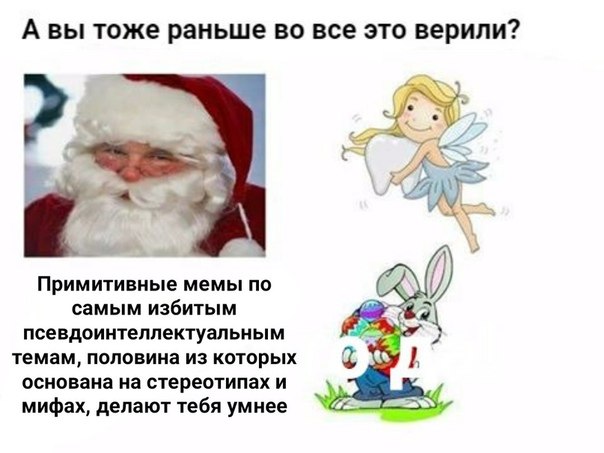 А вы тоже раньше во все это верили?
Примитивные мемы по
самым избитым
псевдоинтеллектуальным
темам, половина из которых
основана на стереотипах и
мифах, делают тебя умнее